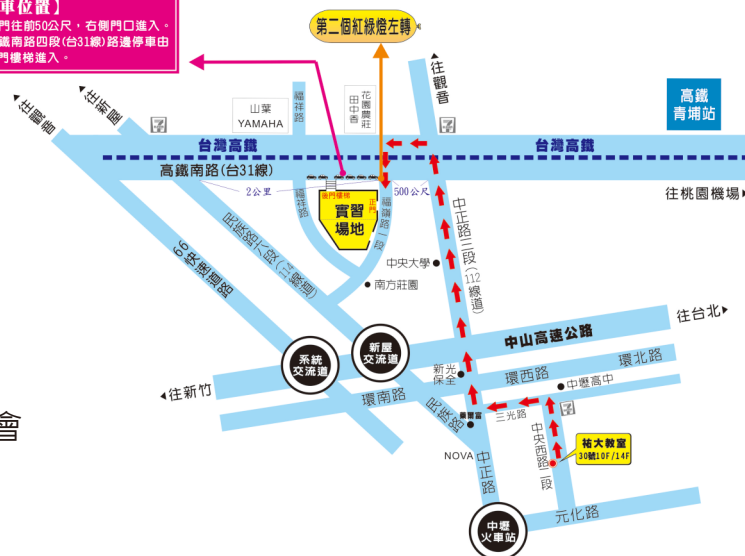 車位置】
門往前50公尺，右側門口進入。
鐵南路四段(台31線)路邊停車由
門樓梯進入。
第二個紅綠燈左轉
往觀音
往新屋
往觀音
山葉
YAMAHA
福祥路
花園農莊
田中香
高鐵
青埔站
台灣高鐵
台灣高鐵
高鐵南路(台31線)
2公里
500公尺
往桃園機場
後門樓梯
正門
實習
場地
福祥路
福嶺路一段
民族路六段(114線道)
66快速道路
中正路三段(112線道)
中央大學
南方莊園
系統
交流道
新屋
交流道
中山高速公路
往台北
往新竹
新光
保全
環西路
環北路
環南路
中壢高中
民族路
三光路
中央西路二段
祐大教室
30號10F/14F
NOVA
中正路
元化路
中壢
火車站
會